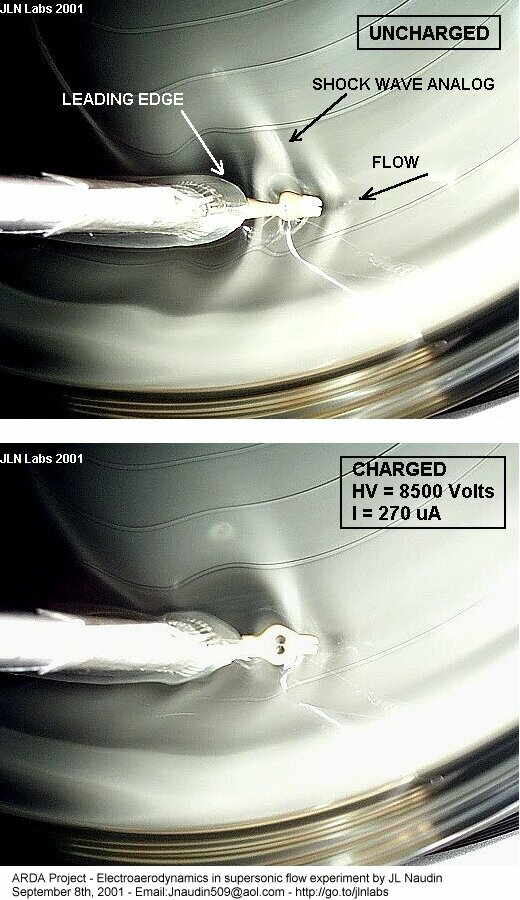 JLN Labs 2001
UNCHARGED
SHOCK WAVE ANALOG
LEADING EDGE
FLOW
JLN Labs 2001
CHARGED
HV = 8500 Volts
I = 270 uA
ARDA Project - Electroaerodynamics in supersonic flow experiment by JL Naudin
September 8th, 2001 - Email:Jnaudin509@aol.com - http://go.to/jlnlabs